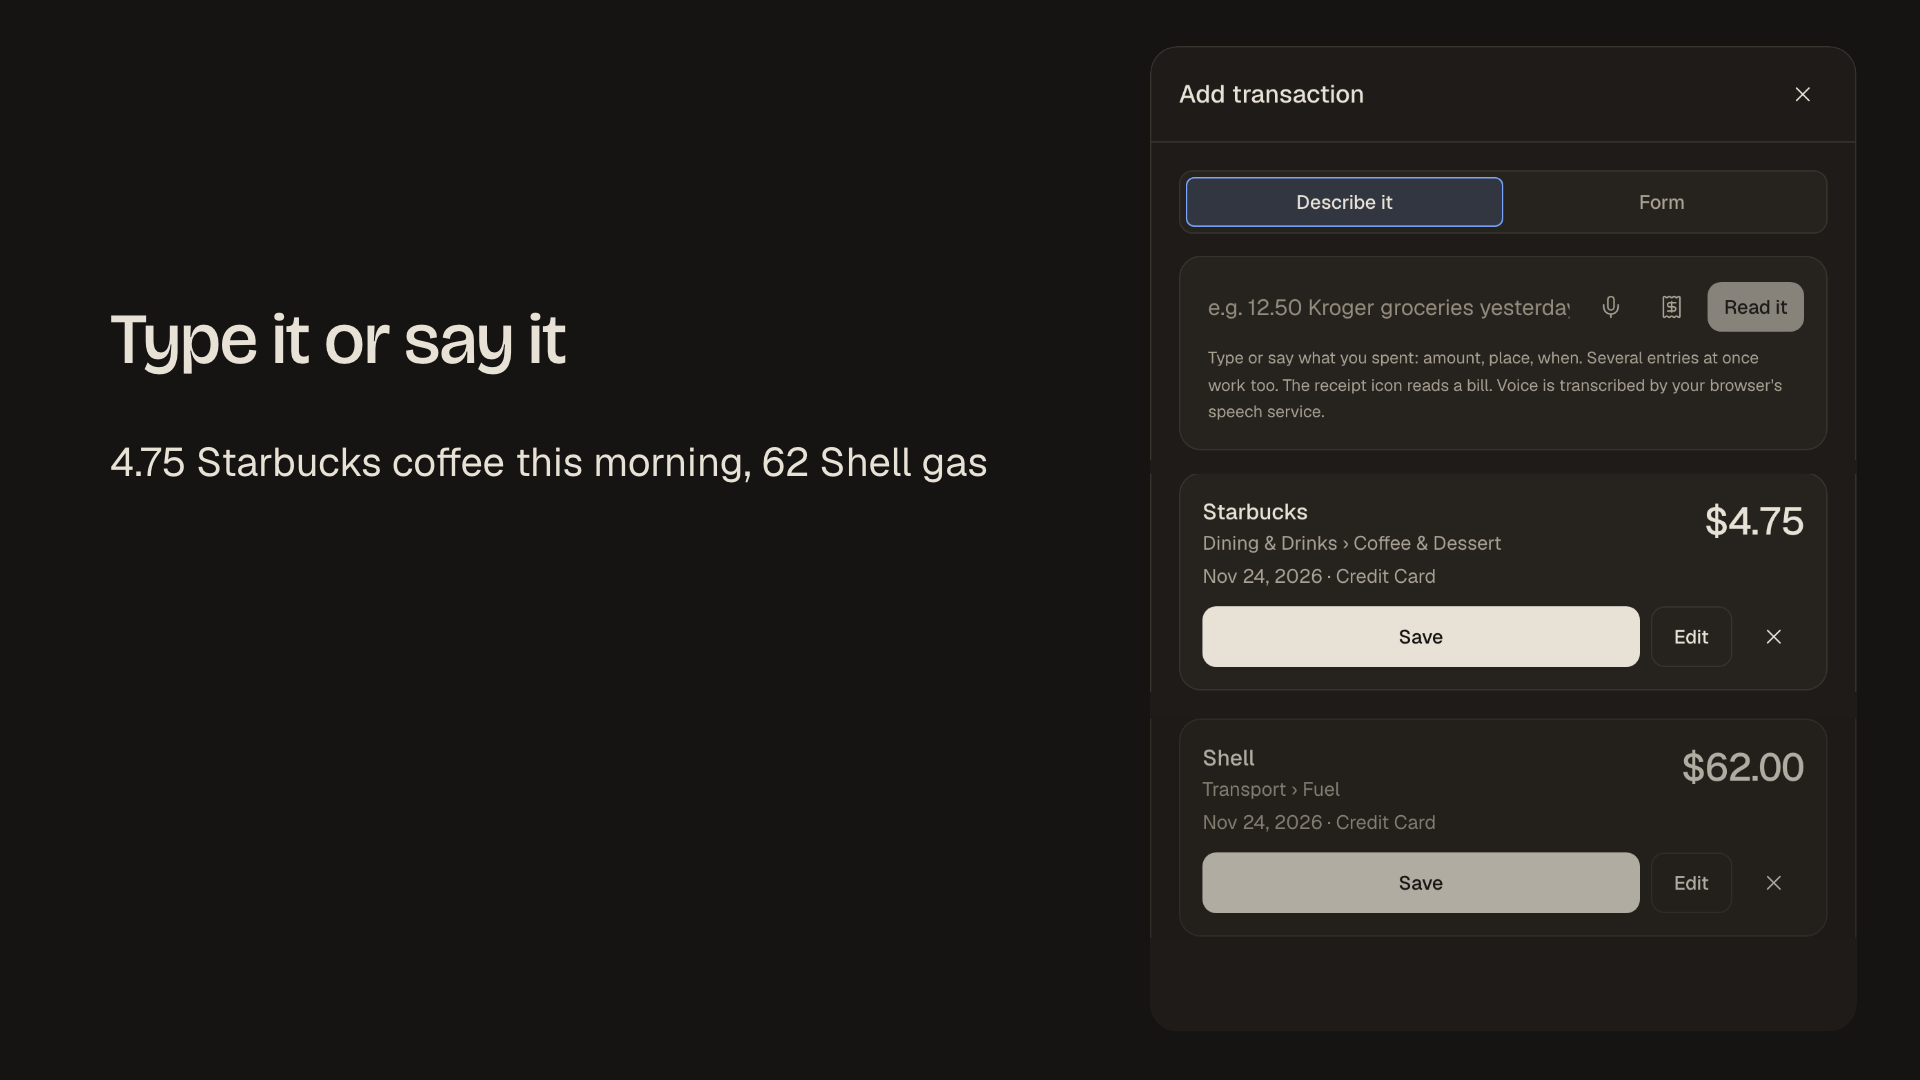 Type it or say it
4.75 Starbucks coffee this morning, 62 Shell gas
Add transaction
Describe it
Form
e.g. 12.50 Kroger groceries yesterday
Read it
Type or say what you spent: amount, place, when. Several entries at once
work too. The receipt icon reads a bill. Voice is transcribed by your browser's
speech service.
Starbucks
$4.75
Dining & Drinks › Coffee & Dessert
Nov 24, 2026 · Credit Card
Save
Edit
Shell
$62.00
Transport › Fuel
Nov 24, 2026 · Credit Card
Save
Edit